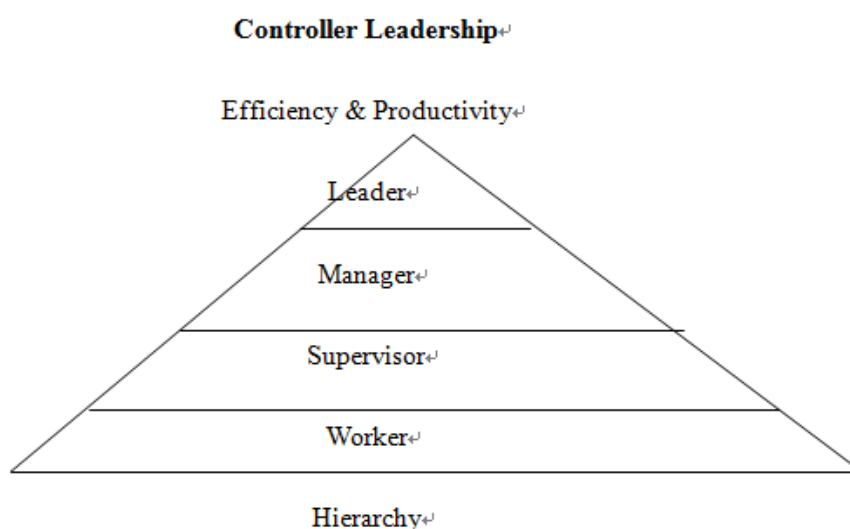 Controller Leadership
Efficiency & Productivity
Leader
Manager
Supervisor
Worker
Hierarchy